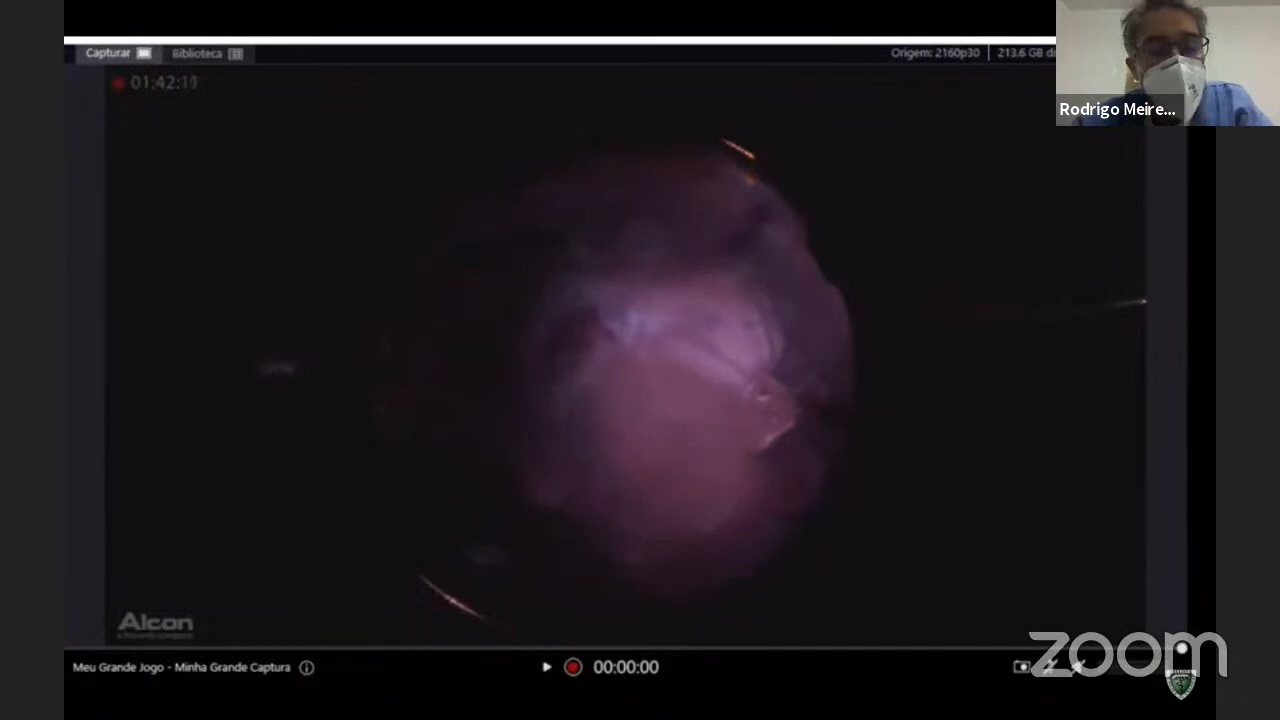 Capturar Biblioteca Origem: 2160p30 213.6 GB
01:42:19
Rodrigo Meire...
Alcon
Meu Grande Jogo - Minha Grande Captura 00:00:00
zoom